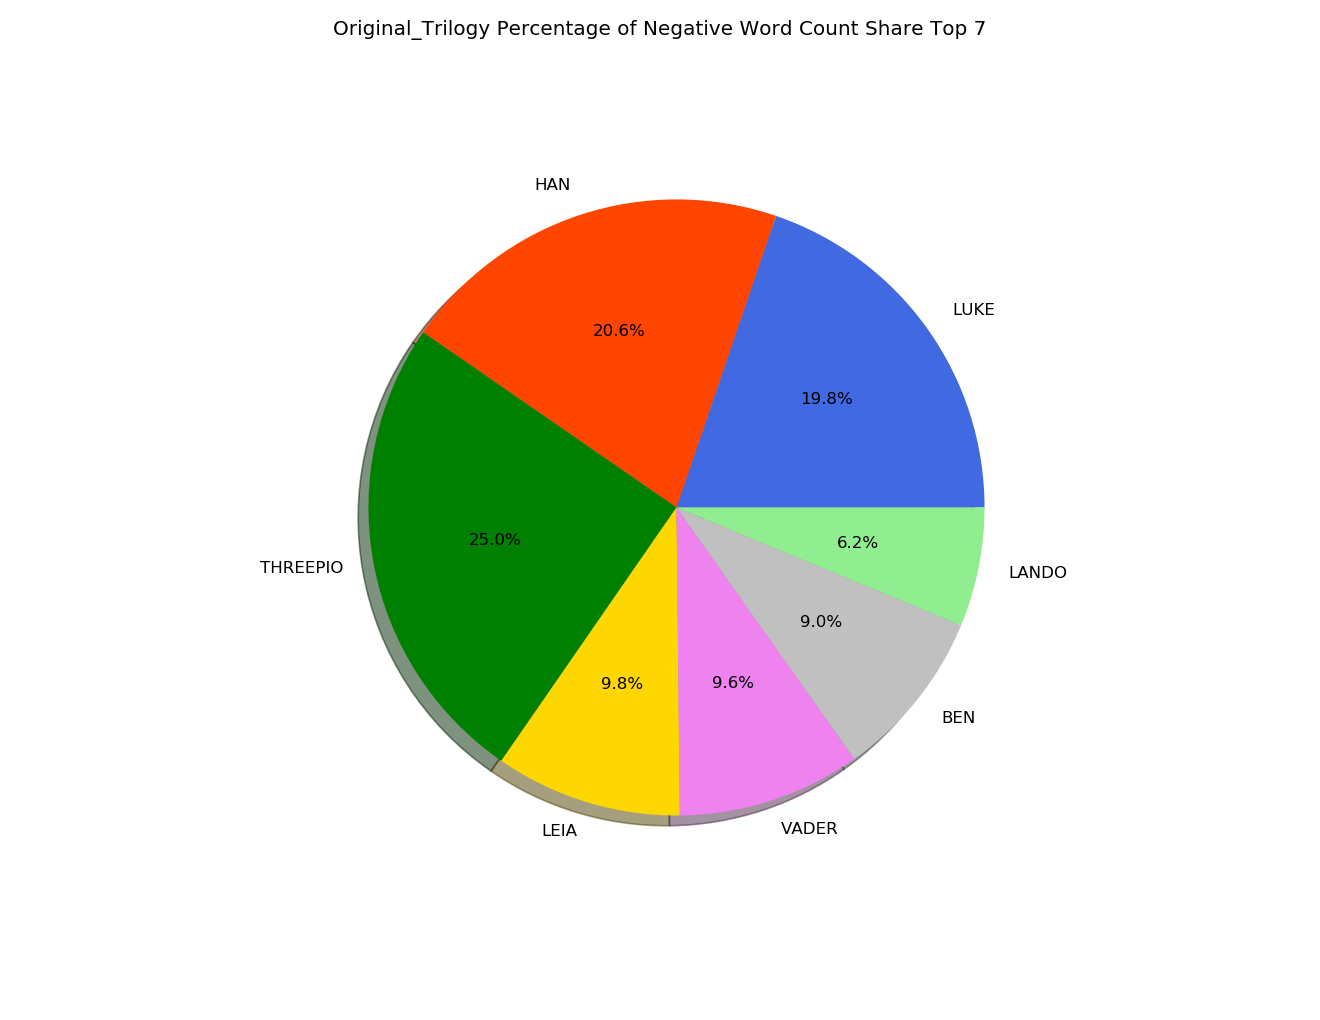 Original_Trilogy Percentage of Negative Word Count Share Top 7
HAN
LUKE
20.6%
19.8%
25.0%
THREEPIO
6.2%
LANDO
9.0%
9.8%
9.6%
BEN
LEIA
VADER